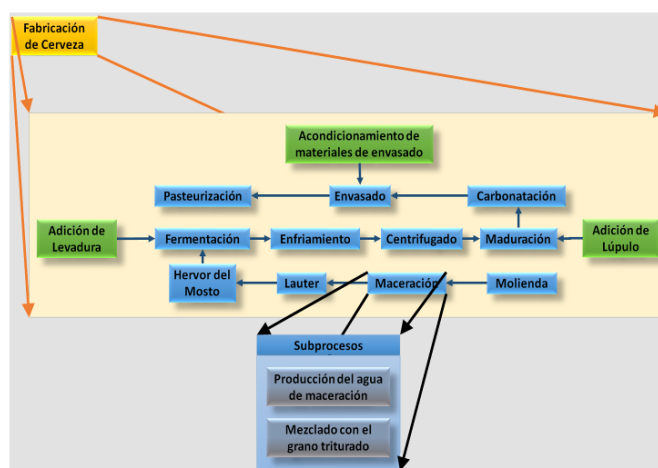 Fabricación
de Cerveza
Acondicionamiento de
materiales de envasado
Pasteurización
Envasado
Carbonatación
Adición de
Levadura
Fermentación
Enfriamiento
Centrifugado
Maduración
Adición de
Lúpulo
Hervor del
Mosto
Lauter
Maceración
Molienda
Subprocesos
Producción del agua
de maceración
Mezclado con el
grano triturado